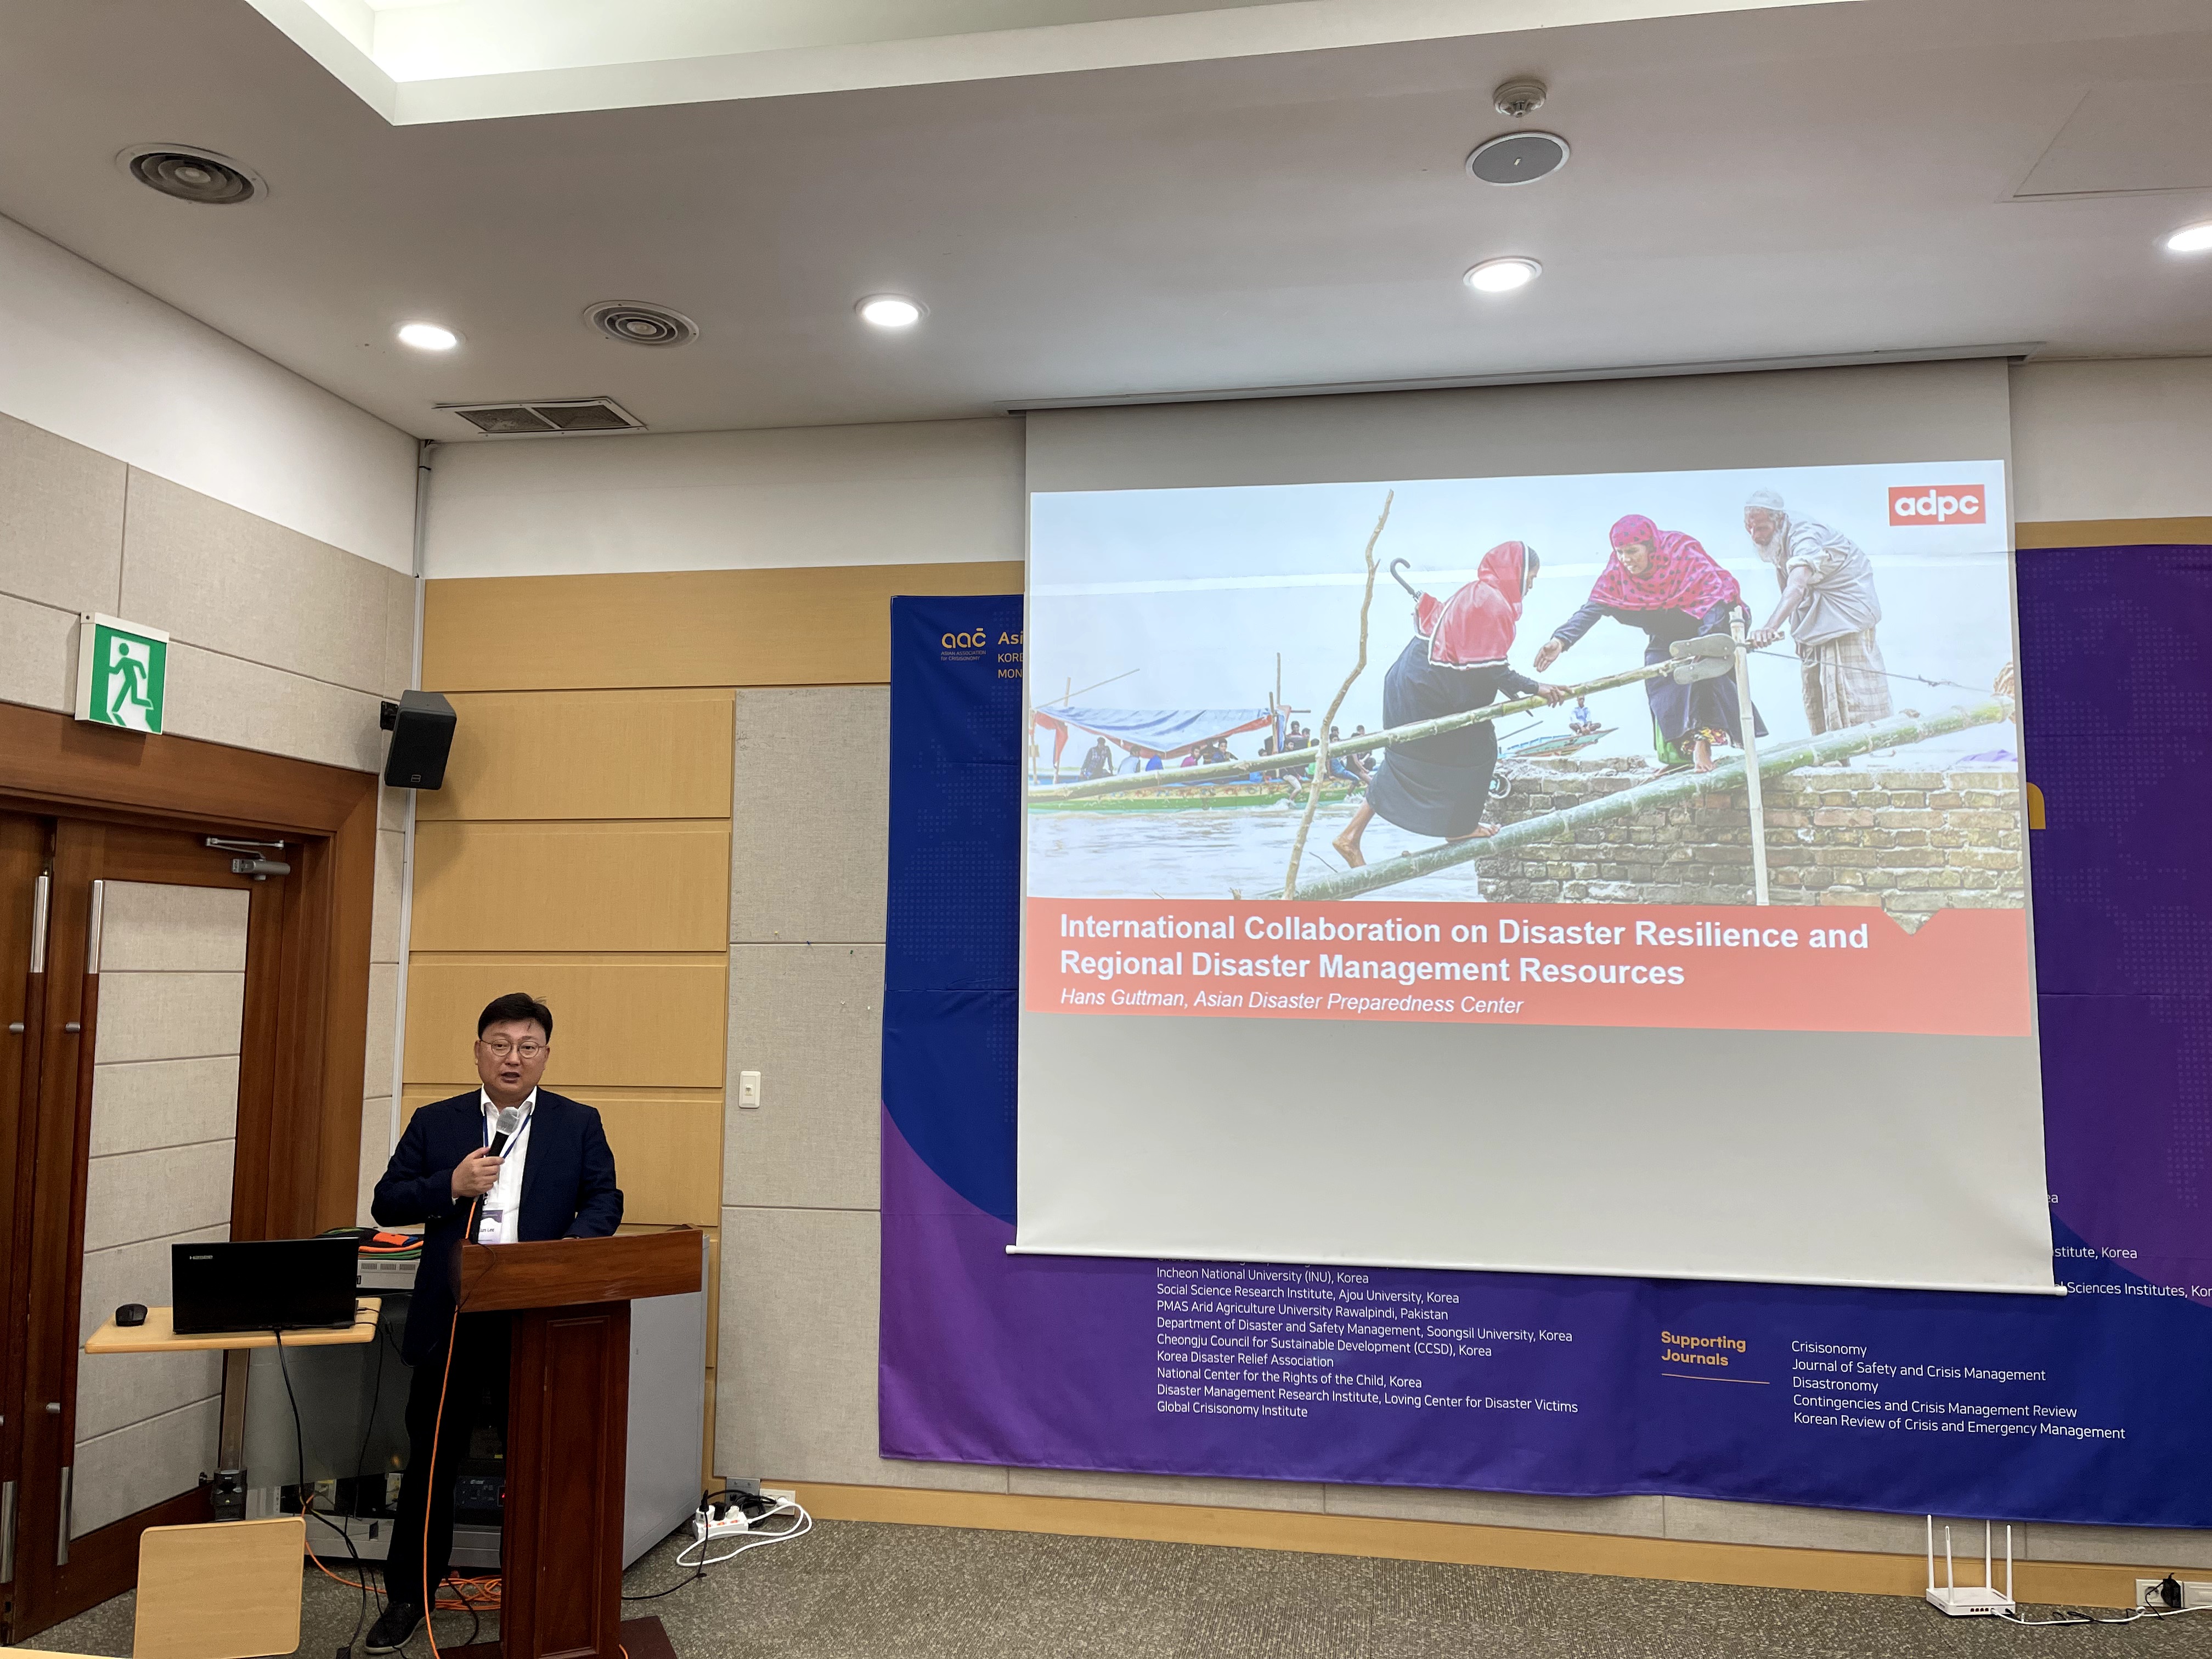 adpc
aac
ASIAN ASSOCIATION
for CRISISONOMY
International Collaboration on Disaster Resilience and
Regional Disaster Management Resources
Hans Guttman, Asian Disaster Preparedness Center
Incheon National University (INU), Korea
Social Science Research Institute, Ajou University, Korea
PMAS Arid Agriculture University Rawalpindi, Pakistan
Department of Disaster and Safety Management, Soongsil University, Korea
Cheongju Council for Sustainable Development (CCSD), Korea
Korea Disaster Relief Association
National Center for the Rights of the Child, Korea
Disaster Management Research Institute, Loving Center for Disaster Victims
Global Crisisonomy Institute
Supporting
Journals
Crisisonomy
Journal of Safety and Crisis Management
Disastronomy
Contingencies and Crisis Management Review
Korean Review of Crisis and Emergency Management
stitute, Korea
Sciences Institutes, Kor